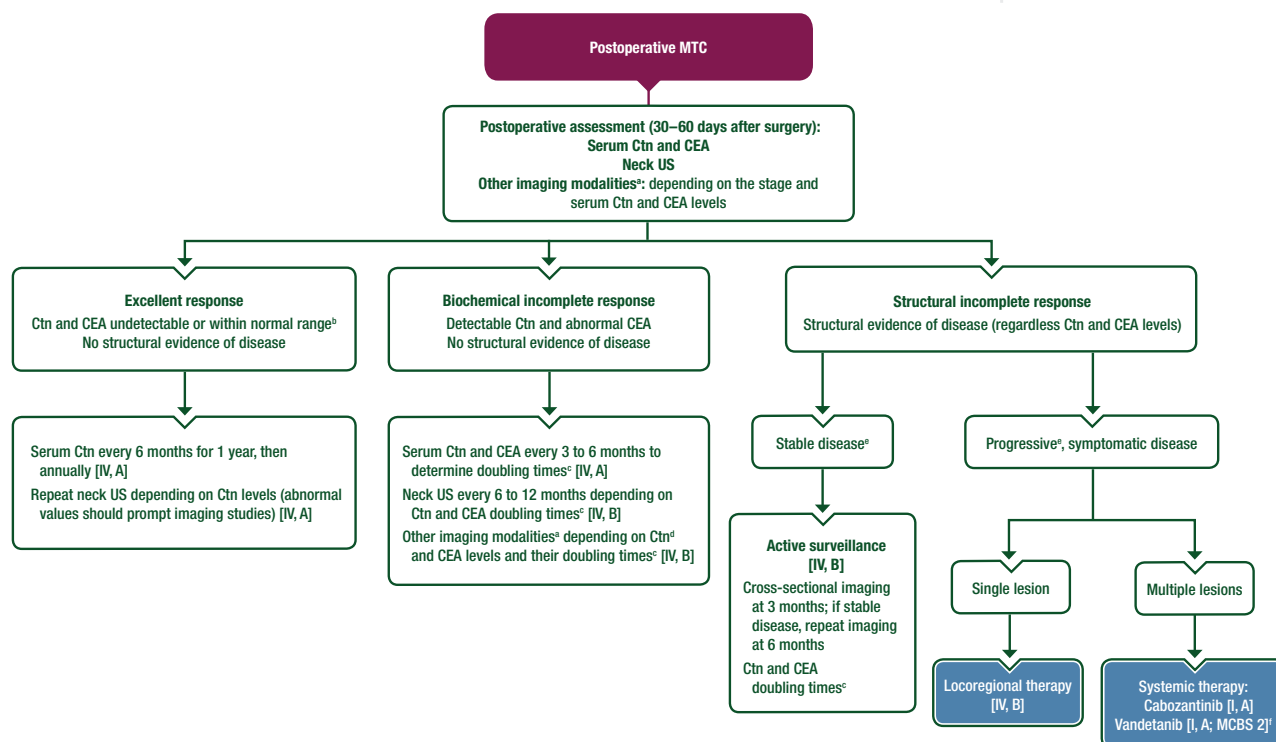 Postoperative MTC
Postoperative assessment (30–60 days after surgery):
Serum Ctn and CEA
Neck US
Other imaging modalitiesᵃ: depending on the stage and
serum Ctn and CEA levels
Excellent response
Ctn and CEA undetectable or within normal rangeᵇ
No structural evidence of disease
Biochemical incomplete response
Detectable Ctn and abnormal CEA
No structural evidence of disease
Structural incomplete response
Structural evidence of disease (regardless Ctn and CEA levels)
Serum Ctn every 6 months for 1 year, then
annually [IV, A]
Repeat neck US depending on Ctn levels (abnormal
values should prompt imaging studies) [IV, A]
Serum Ctn and CEA every 3 to 6 months to
determine doubling timesᶜ [IV, A]
Neck US every 6 to 12 months depending on
Ctn and CEA doubling timesᶜ [IV, B]
Other imaging modalitiesᵃ depending on Ctnᵈ
and CEA levels and their doubling timesᶜ [IV, B]
Stable diseaseᵉ
Progressiveᵉ, symptomatic disease
Active surveillance
[IV, B]
Cross-sectional imaging
at 3 months; if stable
disease, repeat imaging
at 6 months
Ctn and CEA
doubling timesᶜ
Single lesion
Multiple lesions
Locoregional therapy
[IV, B]
Systemic therapy:
Cabozantinib [I, A]
Vandetanib [I, A; MCBS 2]ᶠ